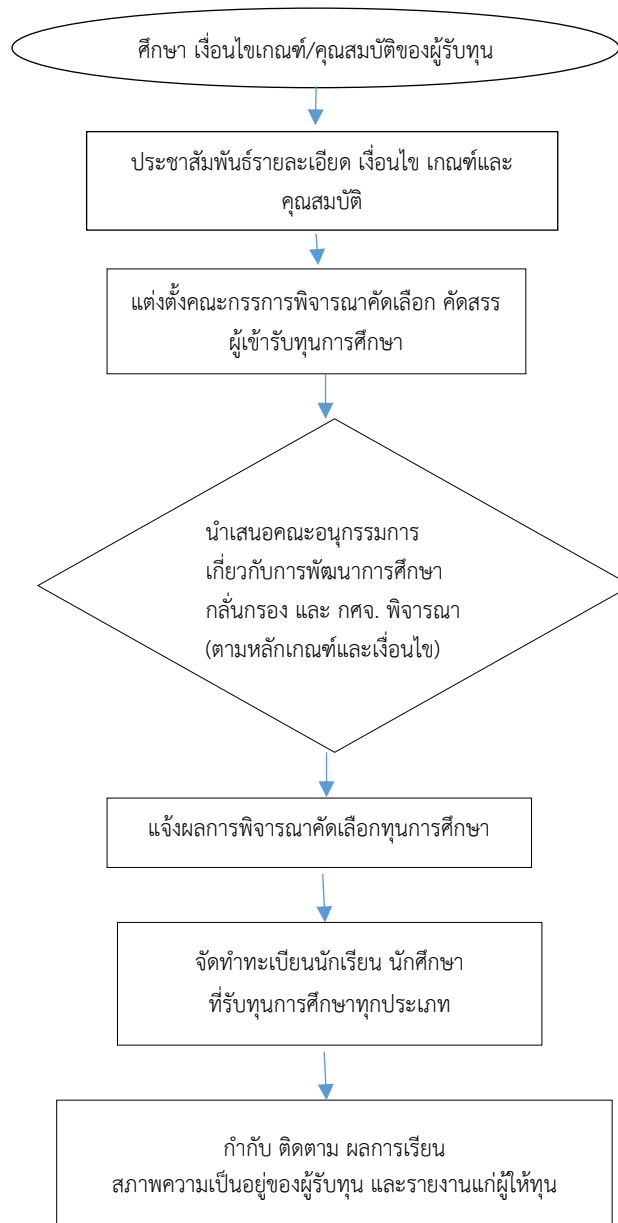 ศึกษา เงื่อนไขเกณฑ์/คุณสมบัติของผู้รับทุน
ประชาสัมพันธ์รายละเอียด เงื่อนไข เกณฑ์และ
คุณสมบัติ
แต่งตั้งคณะกรรการพิจารณาคัดเลือก คัดสรร
ผู้เข้ารับทุนการศึกษา
นำเสนอคณะอนุกรรมการ
เกี่ยวกับการพัฒนาการศึกษา
กลั่นกรอง และ กศจ. พิจารณา
(ตามหลักเกณฑ์และเงื่อนไข)
แจ้งผลการพิจารณาคัดเลือกทุนการศึกษา
จัดทำทะเบียนนักเรียน นักศึกษา
ที่รับทุนการศึกษาทุกประเภท
กำกับ ติดตาม ผลการเรียน
สภาพความเป็นอยู่ของผู้รับทุน และรายงานแก่ผู้ให้ทุน